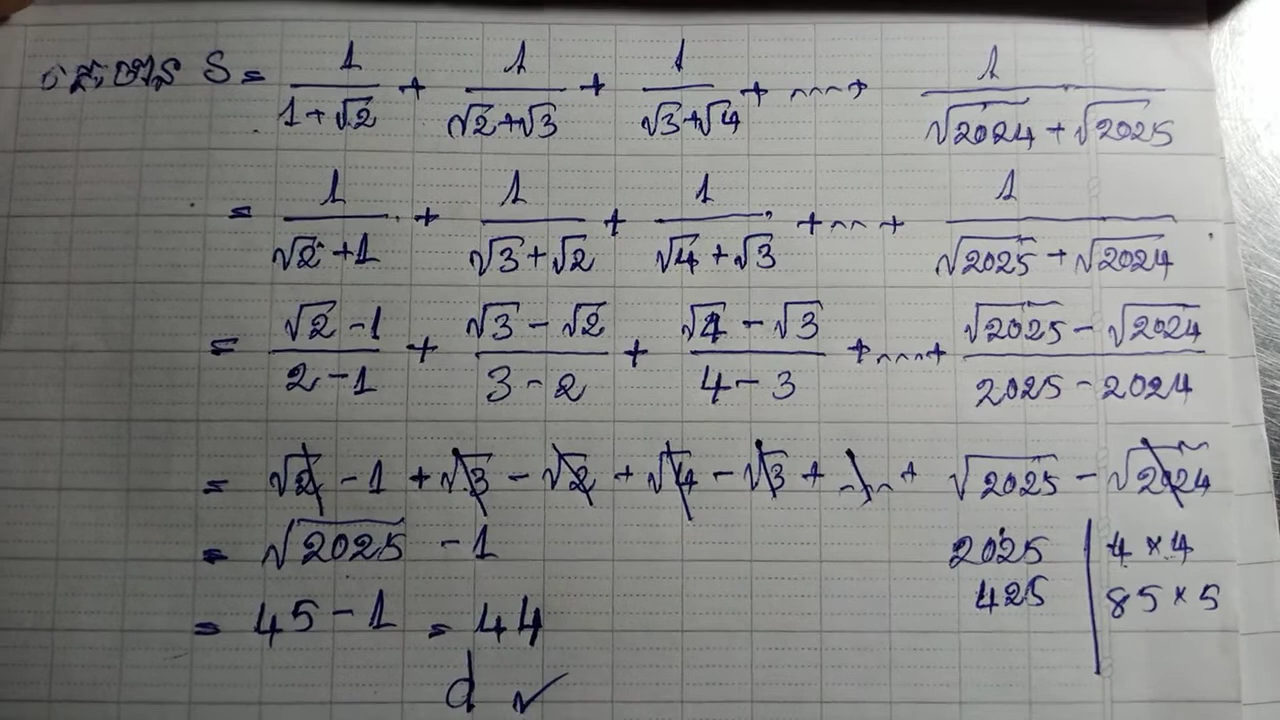 S = 1/(1+√2) + 1/(√2+√3) + 1/(√3+√4) + ....+ 1/(√2024 + √2025)
= 1/(√2+1) + 1/(√3+√2) + 1/(√4+√3) +...+ 1/(√2025 + √2024)
= (√2-1)/(2-1) + (√3-√2)/(3-2) + (√4-√3)/(4-3) +....+ (√2025-√2024)/(2025-2024)
= √2 - 1 + √3 - √2 + √4 - √3 + ... + √2025 - √2024
= √2025 - 1
2025 | 4×4
425 | 85×5
= 45 - 1 = 44
d ✓